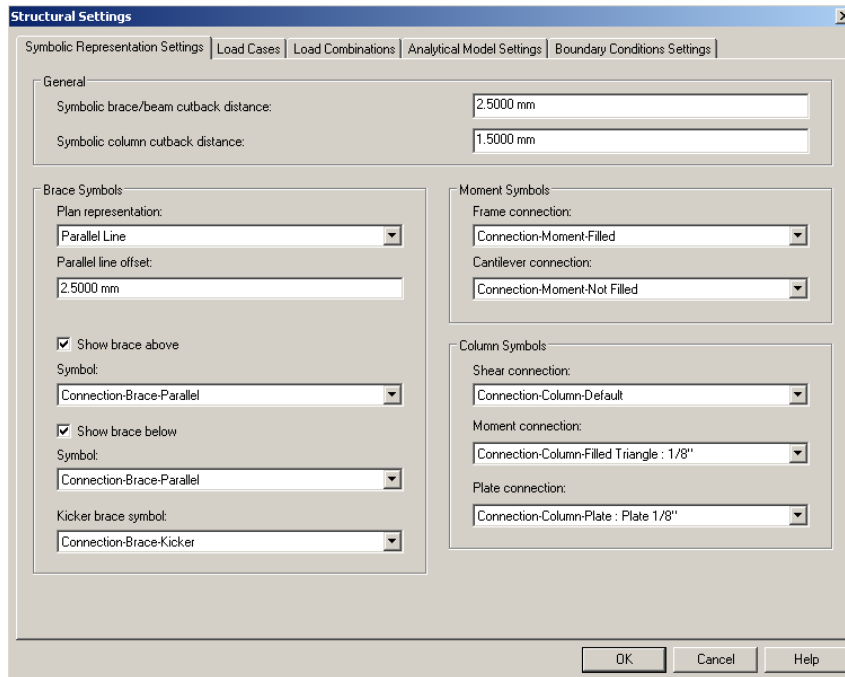 Structural Settings
Symbolic Representation Settings
Load Cases
Load Combinations
Analytical Model Settings
Boundary Conditions Settings
General
Symbolic brace/beam cutback distance:
2.5000 mm
Symbolic column cutback distance:
1.5000 mm
Brace Symbols
Plan representation:
Parallel Line
Parallel line offset:
2.5000 mm
Show brace above
Symbol:
Connection-Brace-Parallel
Show brace below
Symbol:
Connection-Brace-Parallel
Kicker brace symbol:
Connection-Brace-Kicker
Moment Symbols
Frame connection:
Connection-Moment-Filled
Cantilever connection:
Connection-Moment-Not Filled
Column Symbols
Shear connection:
Connection-Column-Default
Moment connection:
Connection-Column-Filled Triangle : 1/8"
Plate connection:
Connection-Column-Plate : Plate 1/8"
OK
Cancel
Help